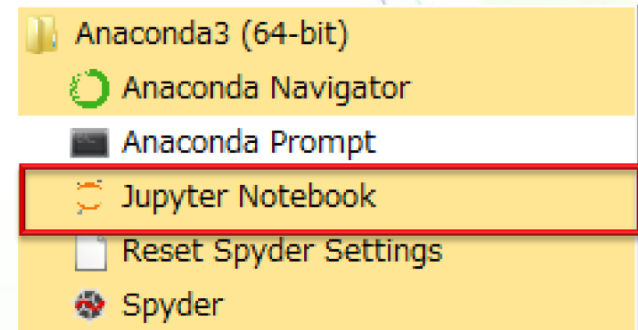 Anaconda3 (64-bit)
Anaconda Navigator
Anaconda Prompt
Jupyter Notebook
Reset Spyder Settings
Spyder